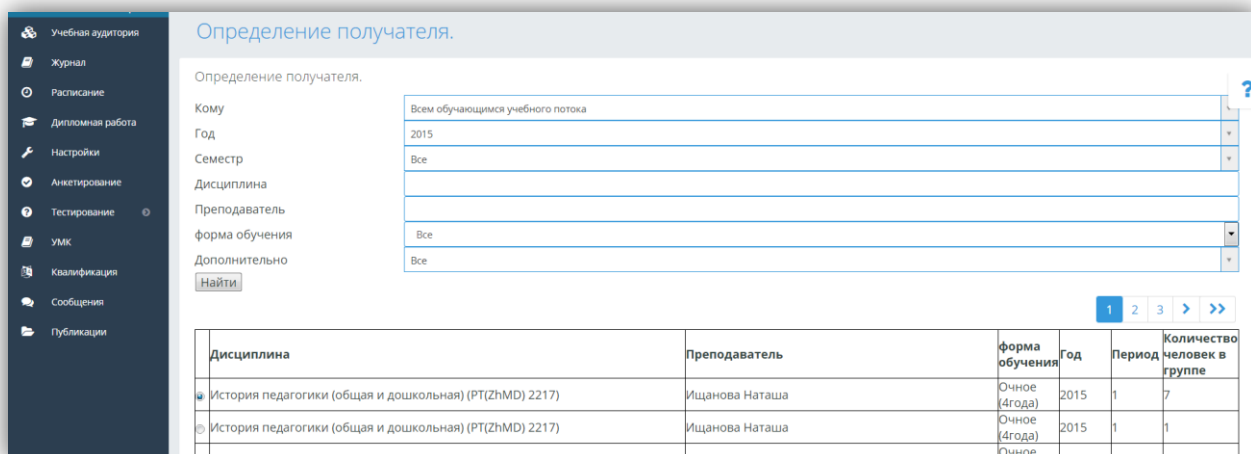 Учебная аудитория
Журнал
Расписание
Дипломная работа
Настройки
Анкетирование
Тестирование
УМК
Квалификация
Сообщения
Публикации
Определение получателя.
Определение получателя.
Кому Всем обучающимся учебного потока
Год 2015
Семестр Все
Дисциплина
Преподаватель
форма обучения Все
Дополнительно Все
Найти
1 2 3 > >>
Дисциплина Преподаватель форма обучения Год Период Количество человек в группе
История педагогики (общая и дошкольная) (PT(ZhMD) 2217) Ищанова Наташа Очное (4года) 2015 1 7
История педагогики (общая и дошкольная) (PT(ZhMD) 2217) Ищанова Наташа Очное (4года) 2015 1 1
Очное